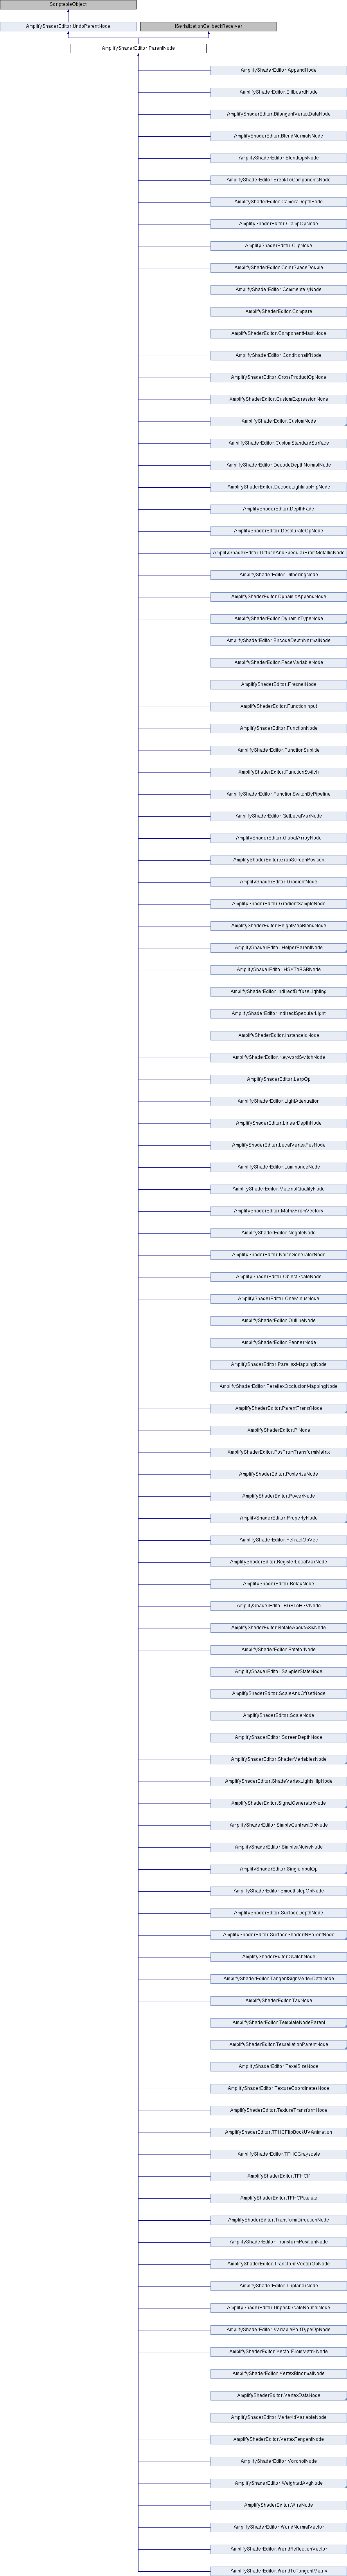 ScriptableObject
AmplifyShaderEditor.UndoParentNode
ISerializationCallbackReceiver
AmplifyShaderEditor.ParentNode
AmplifyShaderEditor.AppendNode
AmplifyShaderEditor.BillboardNode
AmplifyShaderEditor.BitangentVertexDataNode
AmplifyShaderEditor.BlendNormalsNode
AmplifyShaderEditor.BlendOpsNode
AmplifyShaderEditor.BreakToComponentsNode
AmplifyShaderEditor.CameraDepthFade
AmplifyShaderEditor.ClampOpNode
AmplifyShaderEditor.ClipNode
AmplifyShaderEditor.ColorSpaceDouble
AmplifyShaderEditor.CommentaryNode
AmplifyShaderEditor.Compare
AmplifyShaderEditor.ComponentMaskNode
AmplifyShaderEditor.ConditionalIfNode
AmplifyShaderEditor.CrossProductOpNode
AmplifyShaderEditor.CustomExpressionNode
AmplifyShaderEditor.CustomNode
AmplifyShaderEditor.CustomStandardSurface
AmplifyShaderEditor.DecodeDepthNormalNode
AmplifyShaderEditor.DecodeLightmapHlpNode
AmplifyShaderEditor.DepthFade
AmplifyShaderEditor.DesaturateOpNode
AmplifyShaderEditor.DiffuseAndSpecularFromMetallicNode
AmplifyShaderEditor.DitheringNode
AmplifyShaderEditor.DynamicAppendNode
AmplifyShaderEditor.DynamicTypeNode
AmplifyShaderEditor.EncodeDepthNormalNode
AmplifyShaderEditor.FaceVariableNode
AmplifyShaderEditor.FresnelNode
AmplifyShaderEditor.FunctionInput
AmplifyShaderEditor.FunctionNode
AmplifyShaderEditor.FunctionSubtitle
AmplifyShaderEditor.FunctionSwitch
AmplifyShaderEditor.FunctionSwitchByPipeline
AmplifyShaderEditor.GetLocalVarNode
AmplifyShaderEditor.GlobalArrayNode
AmplifyShaderEditor.GrabScreenPosition
AmplifyShaderEditor.GradientNode
AmplifyShaderEditor.GradientSampleNode
AmplifyShaderEditor.HeightMapBlendNode
AmplifyShaderEditor.HelperParentNode
AmplifyShaderEditor.HSVToRGBNode
AmplifyShaderEditor.IndirectDiffuseLighting
AmplifyShaderEditor.IndirectSpecularLight
AmplifyShaderEditor.InstanceIdNode
AmplifyShaderEditor.KeywordSwitchNode
AmplifyShaderEditor.LerpOp
AmplifyShaderEditor.LightAttenuation
AmplifyShaderEditor.LinearDepthNode
AmplifyShaderEditor.LocalVertexPosNode
AmplifyShaderEditor.LuminanceNode
AmplifyShaderEditor.MaterialQualityNode
AmplifyShaderEditor.MatrixFromVectors
AmplifyShaderEditor.NegateNode
AmplifyShaderEditor.NoiseGeneratorNode
AmplifyShaderEditor.ObjectScaleNode
AmplifyShaderEditor.OneMinusNode
AmplifyShaderEditor.OutlineNode
AmplifyShaderEditor.PannerNode
AmplifyShaderEditor.ParallaxMappingNode
AmplifyShaderEditor.ParallaxOcclusionMappingNode
AmplifyShaderEditor.ParentTransfNode
AmplifyShaderEditor.PiNode
AmplifyShaderEditor.PosFromTransformMatrix
AmplifyShaderEditor.PosterizeNode
AmplifyShaderEditor.PowerNode
AmplifyShaderEditor.PropertyNode
AmplifyShaderEditor.RefractOpVec
AmplifyShaderEditor.RegisterLocalVarNode
AmplifyShaderEditor.RelayNode
AmplifyShaderEditor.RGBToHSVNode
AmplifyShaderEditor.RotateAboutAxisNode
AmplifyShaderEditor.RotatorNode
AmplifyShaderEditor.SamplerStateNode
AmplifyShaderEditor.ScaleAndOffsetNode
AmplifyShaderEditor.ScaleNode
AmplifyShaderEditor.ScreenDepthNode
AmplifyShaderEditor.ShaderVariablesNode
AmplifyShaderEditor.ShadeVertexLightsHlpNode
AmplifyShaderEditor.SignalGeneratorNode
AmplifyShaderEditor.SimpleContrastOpNode
AmplifyShaderEditor.SimplexNoiseNode
AmplifyShaderEditor.SingleInputOp
AmplifyShaderEditor.SmoothstepOpNode
AmplifyShaderEditor.SurfaceDepthNode
AmplifyShaderEditor.SurfaceShaderINParentNode
AmplifyShaderEditor.SwitchNode
AmplifyShaderEditor.TangentSignVertexDataNode
AmplifyShaderEditor.TauNode
AmplifyShaderEditor.TemplateNodeParent
AmplifyShaderEditor.TessellationParentNode
AmplifyShaderEditor.TexelSizeNode
AmplifyShaderEditor.TextureCoordinatesNode
AmplifyShaderEditor.TextureTransformNode
AmplifyShaderEditor.TFHCFlipBookUVAnimation
AmplifyShaderEditor.TFHCGrayscale
AmplifyShaderEditor.TFHCIf
AmplifyShaderEditor.TFHCPixelate
AmplifyShaderEditor.TransformDirectionNode
AmplifyShaderEditor.TransformPositionNode
AmplifyShaderEditor.TransformVectorOpNode
AmplifyShaderEditor.TriplanarNode
AmplifyShaderEditor.UnpackScaleNormalNode
AmplifyShaderEditor.VariablePortTypeOpNode
AmplifyShaderEditor.VectorFromMatrixNode
AmplifyShaderEditor.VertexBinormalNode
AmplifyShaderEditor.VertexDataNode
AmplifyShaderEditor.VertexIdVariableNode
AmplifyShaderEditor.VertexTangentNode
AmplifyShaderEditor.VoronoiNode
AmplifyShaderEditor.WeightedAvgNode
AmplifyShaderEditor.WireNode
AmplifyShaderEditor.WorldNormalVector
AmplifyShaderEditor.WorldReflectionVector
AmplifyShaderEditor.WorldToTangentMatrix